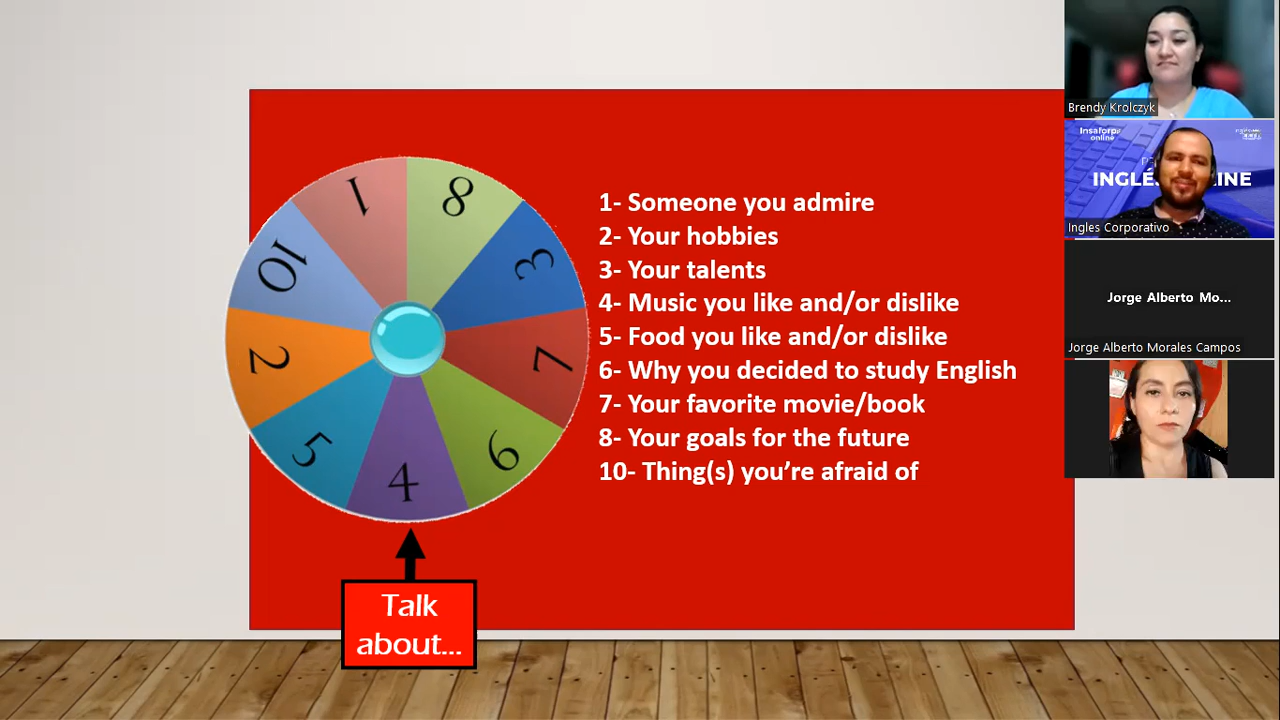 1
8
3
7
6
4
5
2
10
1- Someone you admire
2- Your hobbies
3- Your talents
4- Music you like and/or dislike
5- Food you like and/or dislike
6- Why you decided to study English
7- Your favorite movie/book
8- Your goals for the future
10- Thing(s) you’re afraid of
Talk
about...
Brendy Krolczyk
Insaforp
online
INGLÉ
LINE
Ingles Corporativo
Jorge Alberto Mo...
Jorge Alberto Morales Campos